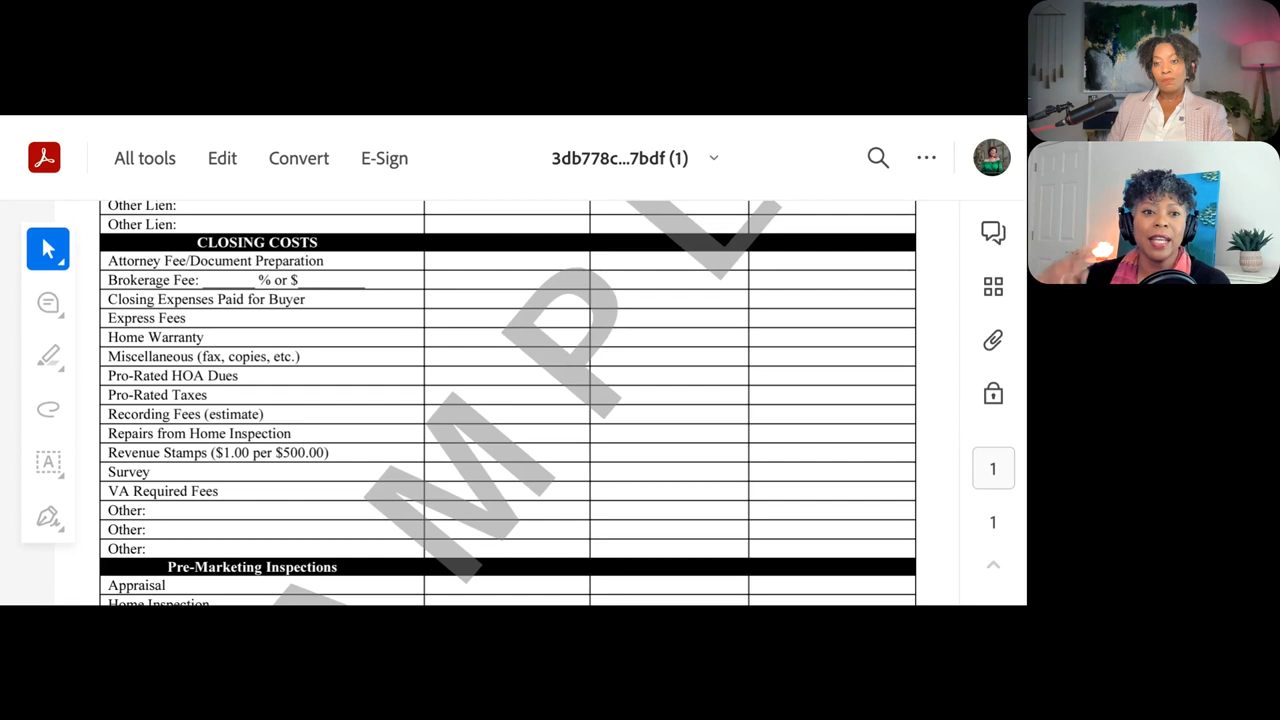 All tools Edit Convert E-Sign 3db778c...7bdf (1)
Other Lien:
Other Lien:
CLOSING COSTS
Attorney Fee/Document Preparation
Brokerage Fee: ______ % or $__________
Closing Expenses Paid for Buyer
Express Fees
Home Warranty
Miscellaneous (fax, copies, etc.)
Pro-Rated HOA Dues
Pro-Rated Taxes
Recording Fees (estimate)
Repairs from Home Inspection
Revenue Stamps ($1.00 per $500.00)
Survey
VA Required Fees
Other:
Other:
Other:
Pre-Marketing Inspections
Appraisal
Home Inspection
A M P L
1
1